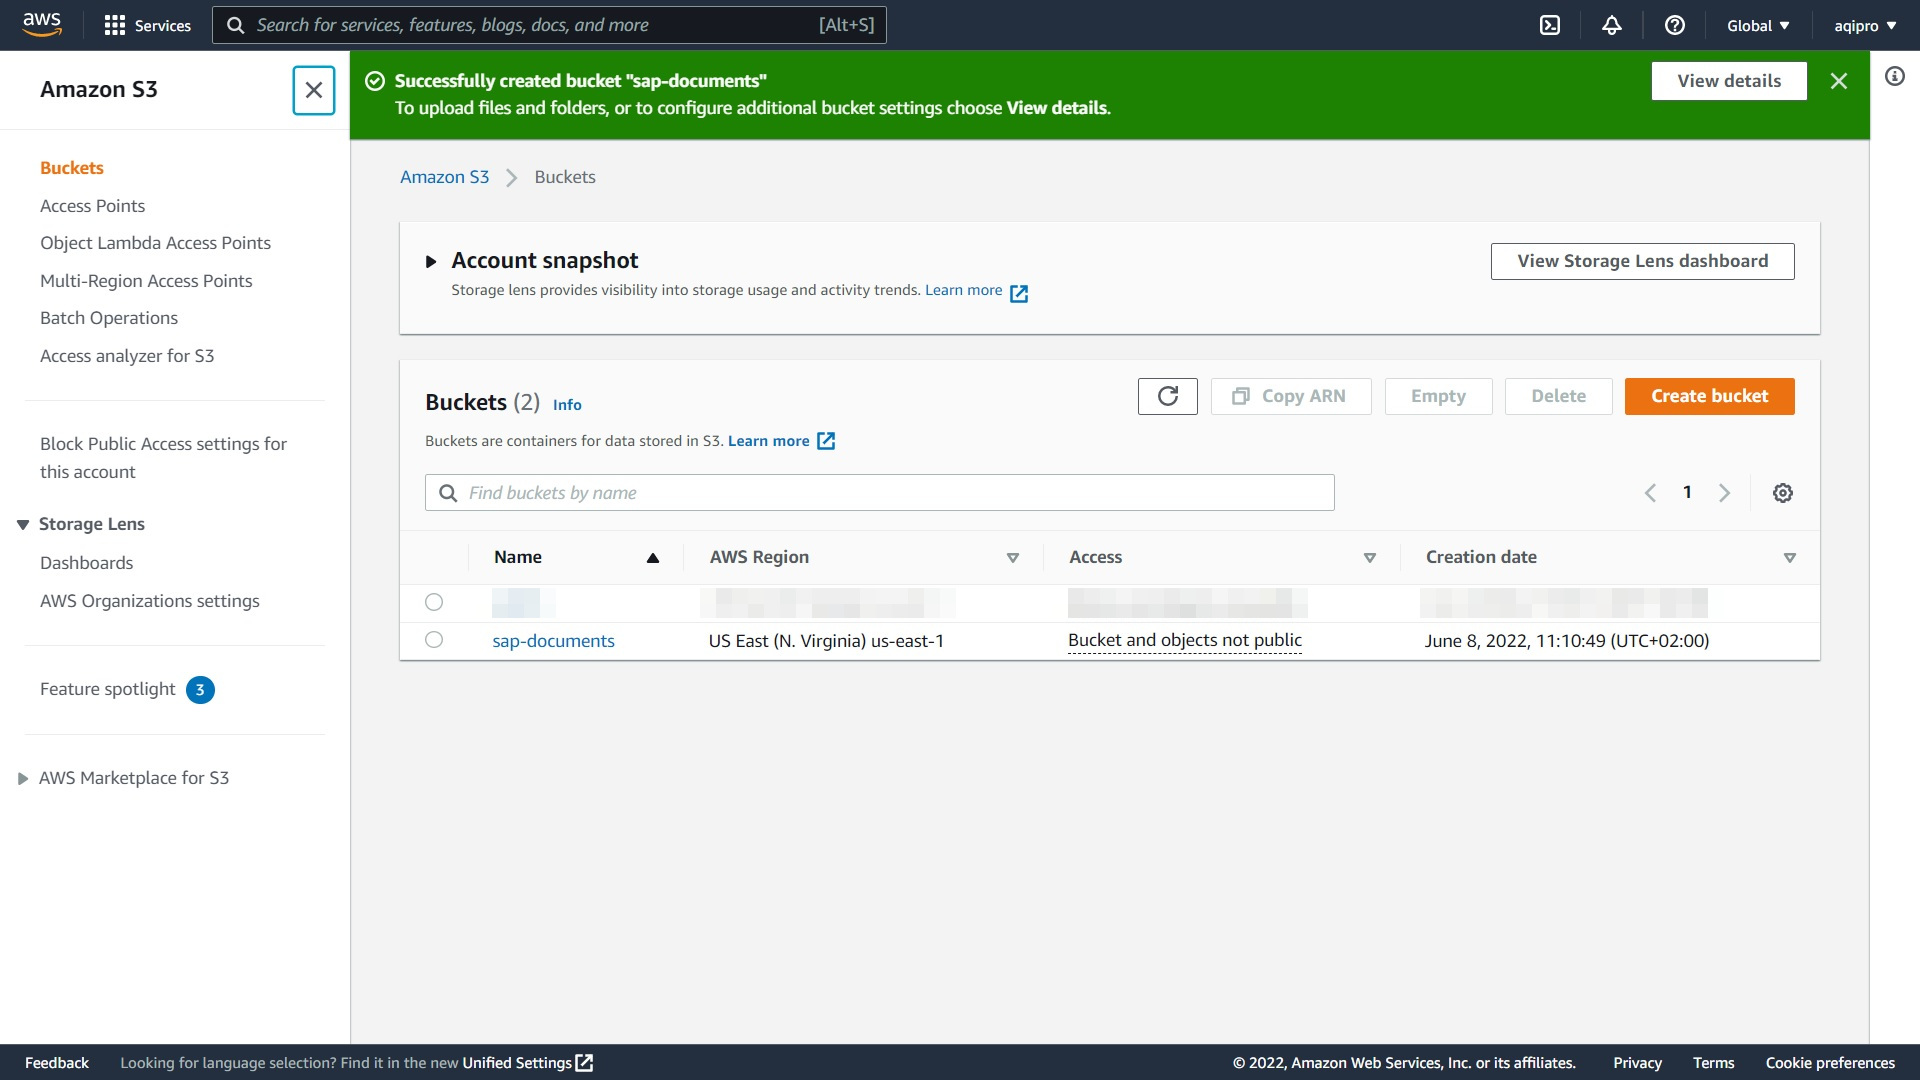 aws
Services
Search for services, features, blogs, docs, and more
[Alt+S]
Global
aqipro
Amazon S3
Buckets
Access Points
Object Lambda Access Points
Multi-Region Access Points
Batch Operations
Access analyzer for S3
Block Public Access settings for
this account
Storage Lens
Dashboards
AWS Organizations settings
Feature spotlight 3
AWS Marketplace for S3
Successfully created bucket "sap-documents"
To upload files and folders, or to configure additional bucket settings choose View details.
View details
Amazon S3 Buckets
Account snapshot
Storage lens provides visibility into storage usage and activity trends. Learn more
View Storage Lens dashboard
Buckets (2) Info
Buckets are containers for data stored in S3. Learn more
Copy ARN
Empty
Delete
Create bucket
Find buckets by name
1
Name AWS Region Access Creation date
sap-documents US East (N. Virginia) us-east-1 Bucket and objects not public June 8, 2022, 11:10:49 (UTC+02:00)
Feedback
Looking for language selection? Find it in the new Unified Settings
© 2022, Amazon Web Services, Inc. or its affiliates.
Privacy
Terms
Cookie preferences